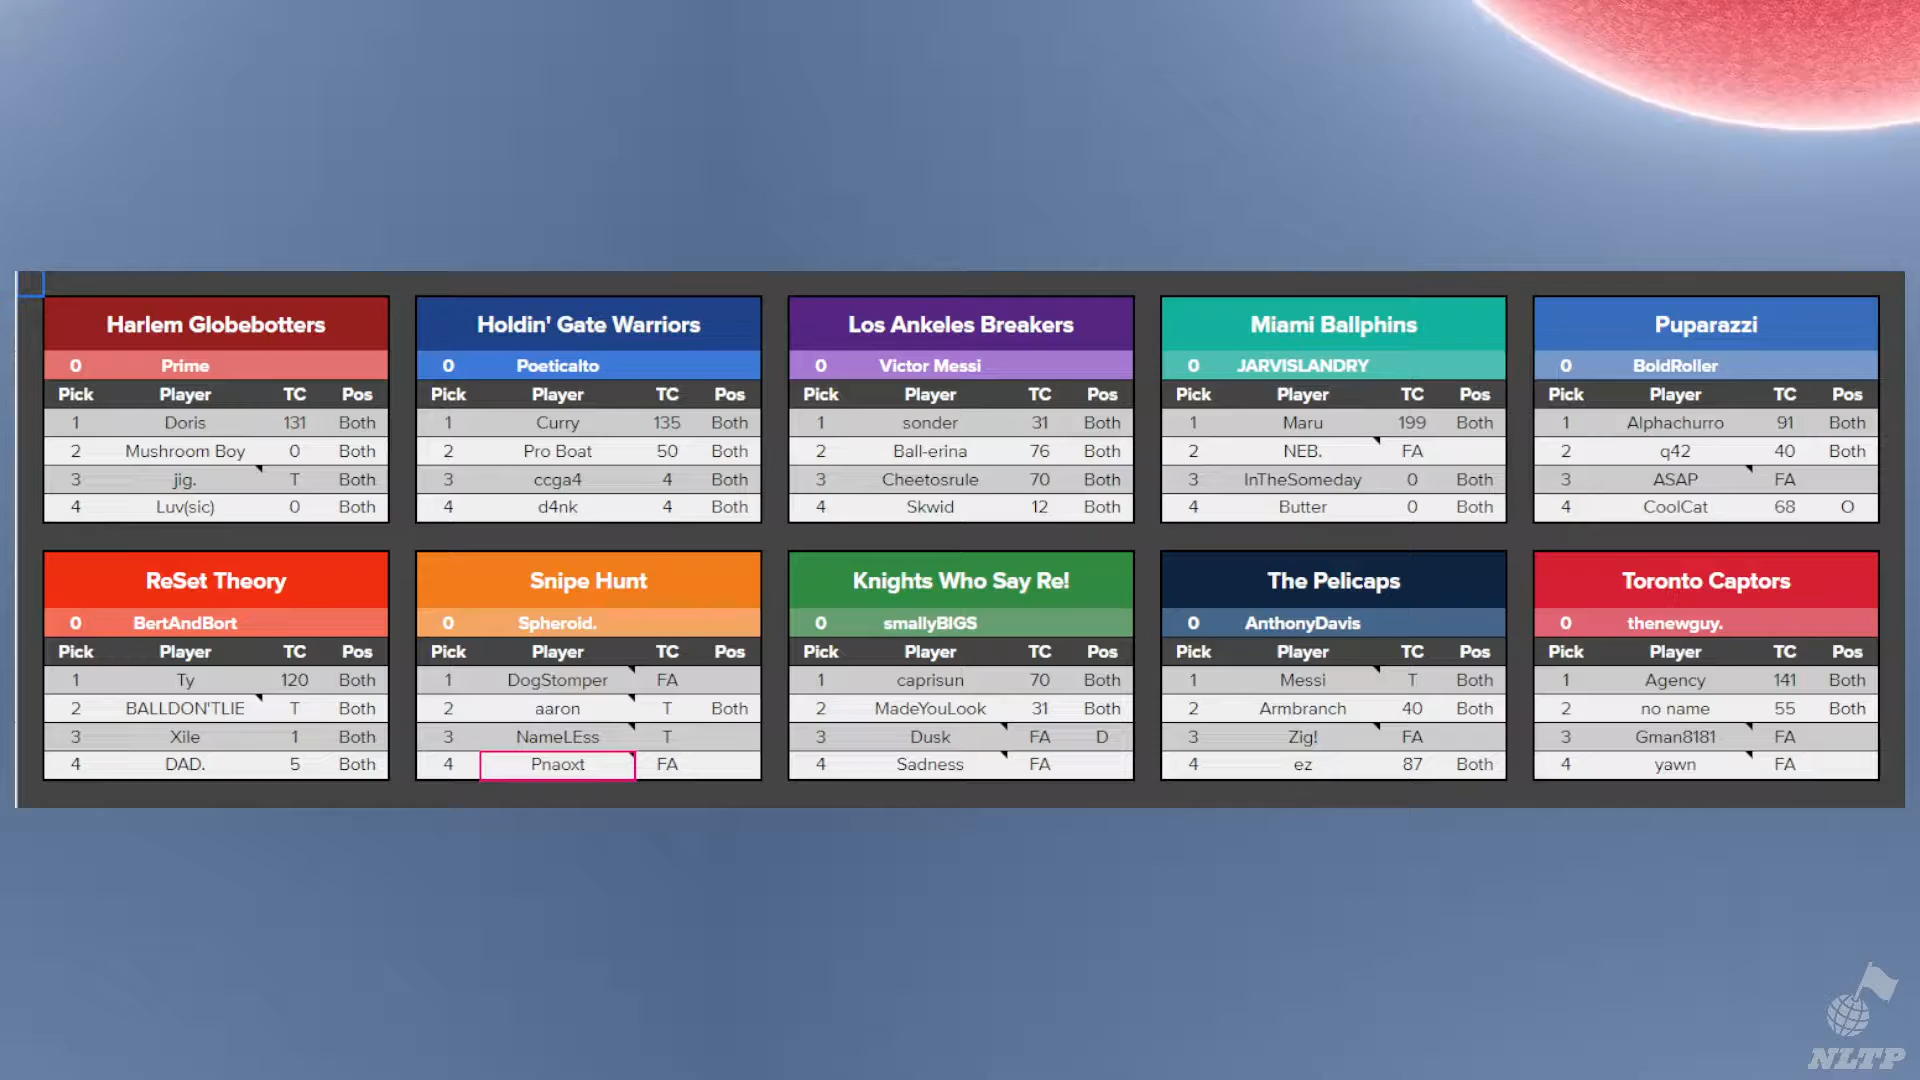 Harlem Globebotters
0 Prime
Pick Player TC Pos
1 Doris 131 Both
2 Mushroom Boy 0 Both
3 jig. T Both
4 Luv(sic) 0 Both
Holdin' Gate Warriors
0 Poeticalto
Pick Player TC Pos
1 Curry 135 Both
2 Pro Boat 50 Both
3 ccga4 4 Both
4 d4nk 4 Both
Los Ankeles Breakers
0 Victor Messi
Pick Player TC Pos
1 sonder 31 Both
2 Ball-erina 76 Both
3 Cheetosrule 70 Both
4 Skwid 12 Both
Miami Ballphins
0 JARVISLANDRY
Pick Player TC Pos
1 Maru 199 Both
2 NEB. FA
3 InTheSomeday 0 Both
4 Butter 0 Both
Puparazzi
0 BoldRoller
Pick Player TC Pos
1 Alphachurro 91 Both
2 q42 40 Both
3 ASAP FA
4 CoolCat 68 O
ReSet Theory
0 BertAndBort
Pick Player TC Pos
1 Ty 120 Both
2 BALLDON'TLIE T Both
3 Xile 1 Both
4 DAD. 5 Both
Snipe Hunt
0 Spheroid.
Pick Player TC Pos
1 DogStomper FA
2 aaron T Both
3 NameLEss T
4 Pnaoxt FA
Knights Who Say Re!
0 smallyBIGS
Pick Player TC Pos
1 caprisun 70 Both
2 MadeYouLook 31 Both
3 Dusk FA D
4 Sadness FA
The Pelicaps
0 AnthonyDavis
Pick Player TC Pos
1 Messi T Both
2 Armbranch 40 Both
3 Zig! FA
4 ez 87 Both
Toronto Captors
0 thenewguy.
Pick Player TC Pos
1 Agency 141 Both
2 no name 55 Both
3 Gman8181 FA
4 yawn FA
NLTP